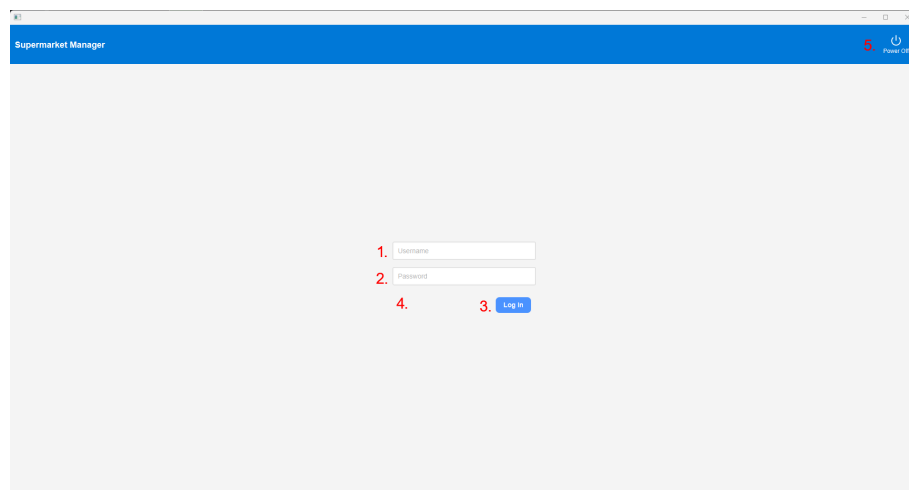 Supermarket Manager
5. Power Off
1. Username
2. Password
4. 3. Log In